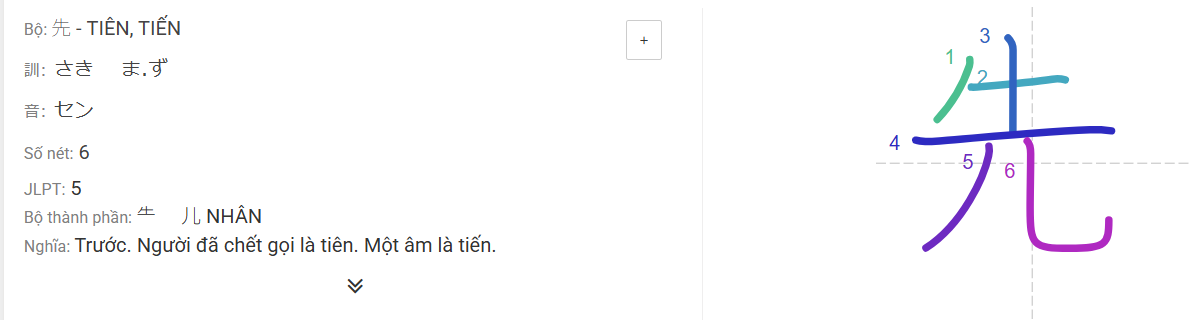 Bộ: 先 - TIÊN, TIẾN
+
訓: さき ま.ず
音: セン
Số nét: 6
JLPT: 5
Bộ thành phần: ⺧ 儿 NHÂN
Nghĩa: Trước. Người đã chết gọi là tiên. Một âm là tiến.
先
1
2
3
4
5
6